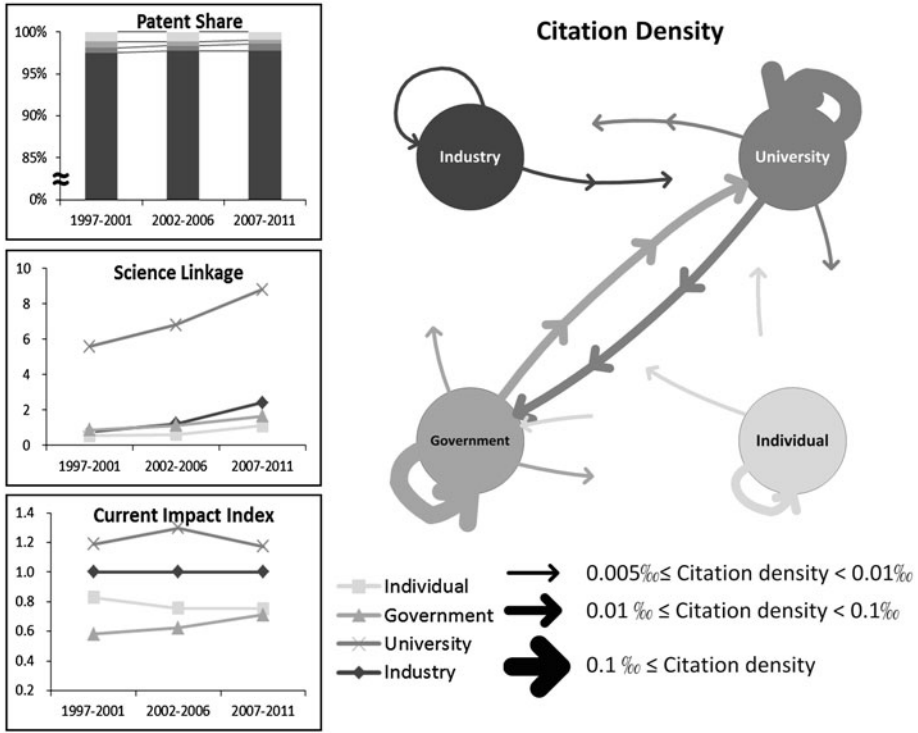 Patent Share
100%
95%
90%
85%
0%
1997-2001 2002-2006 2007-2011
Science Linkage
10
8
6
4
2
0
1997-2001 2002-2006 2007-2011
Current Impact Index
1.4
1.2
1.0
0.8
0.6
0.4
0.2
1997-2001 2002-2006 2007-2011
Citation Density
Industry
University
Government
Individual
Individual
Government
University
Industry
0.005‰≤ Citation density < 0.01‰
0.01 ‰ ≤ Citation density < 0.1‰
0.1 ‰ ≤ Citation density